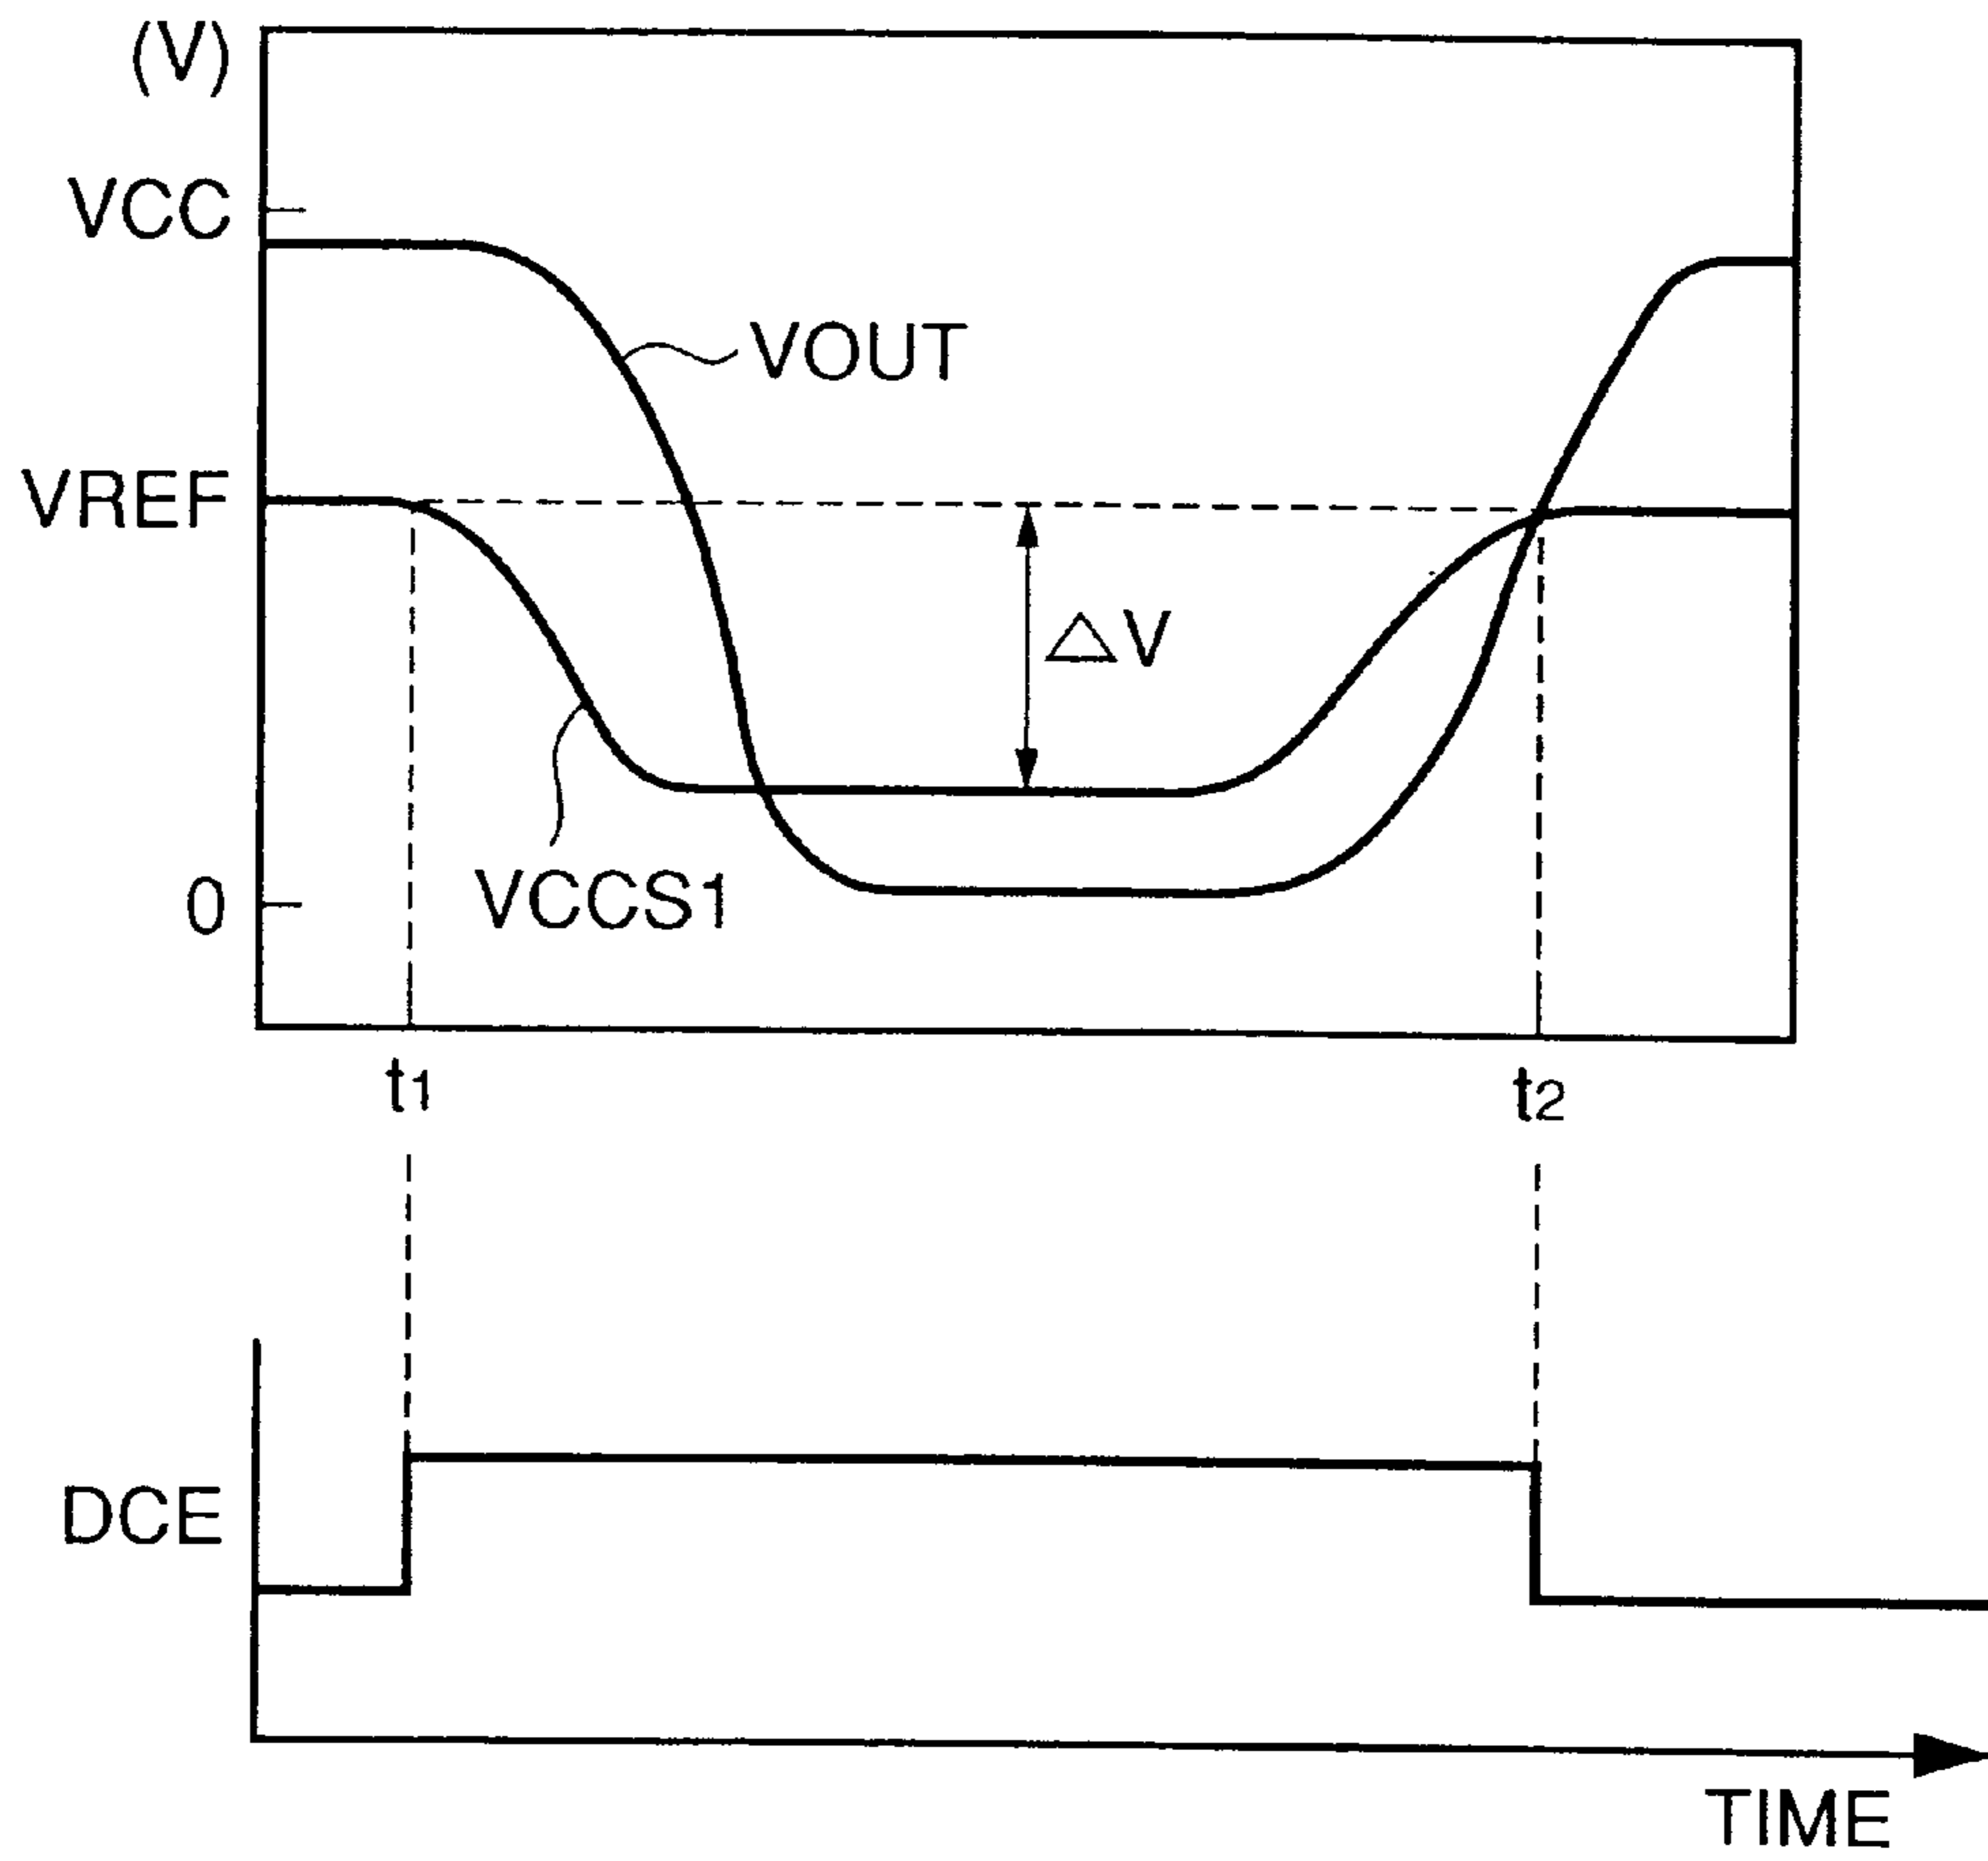 (V)
VCC
VOUT
VREF
△V
VCCS1
0
t1
t2
DCE
TIME